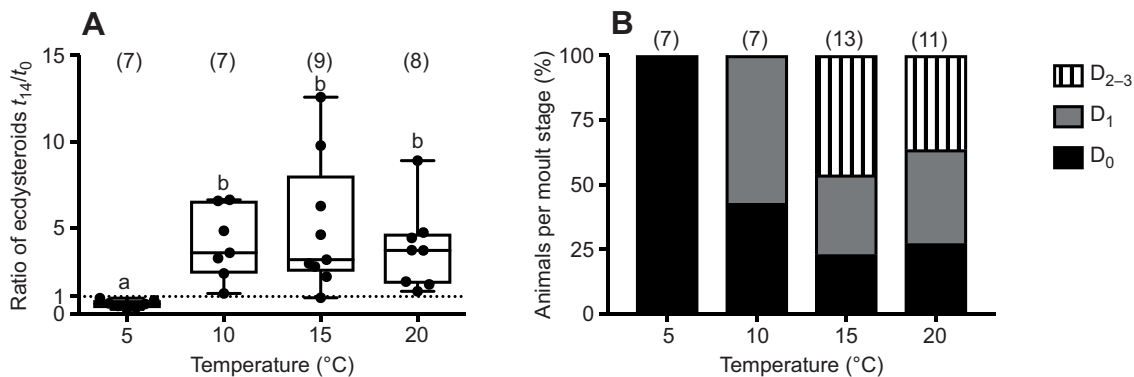 A
(7) (7) (9) (8)
15
10
5
1
0
a b b b
Ratio of ecdysteroids t14/t0
5 10 15 20
Temperature (°C)
B
(7) (7) (13) (11)
100
75
50
25
0
Animals per moult stage (%)
5 10 15 20
Temperature (°C)
D2–3
D1
D0